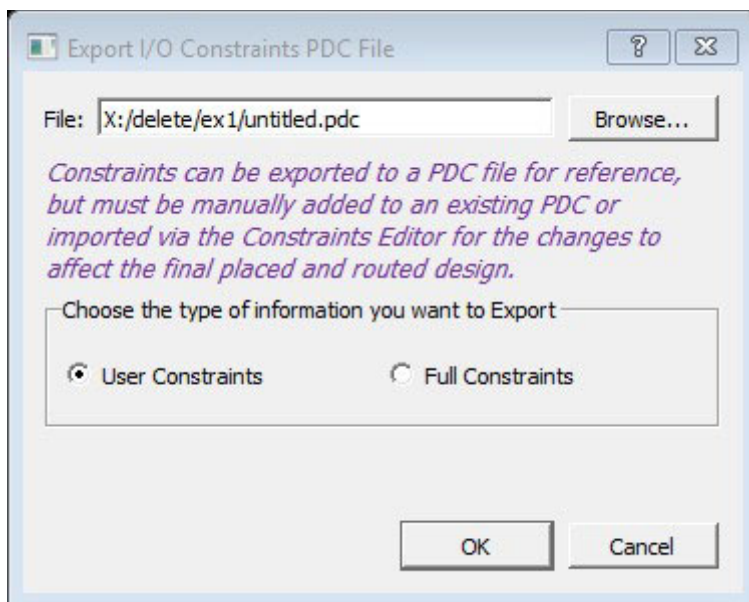 Export I/O Constraints PDC File
File: X:/delete/ex1/untitled.pdc Browse...
Constraints can be exported to a PDC file for reference,
but must be manually added to an existing PDC or
imported via the Constraints Editor for the changes to
affect the final placed and routed design.
Choose the type of information you want to Export
User Constraints Full Constraints
OK Cancel